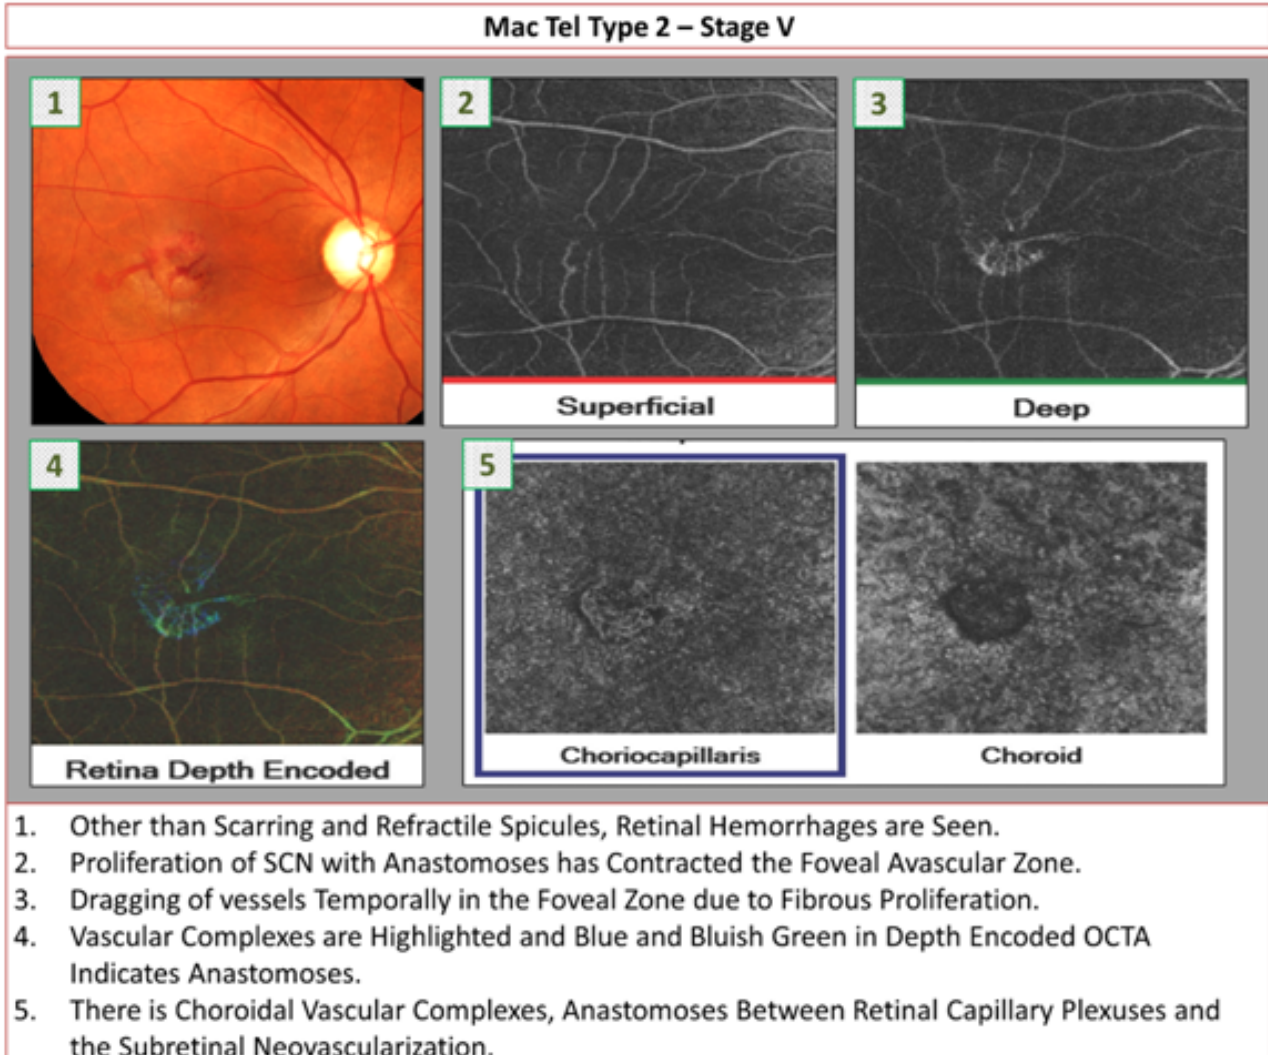 Mac Tel Type 2 – Stage V
1
2
3
Superficial
Deep
4
5
Retina Depth Encoded
Choriocapillaris
Choroid
1. Other than Scarring and Refractile Spicules, Retinal Hemorrhages are Seen.
2. Proliferation of SCN with Anastomoses has Contracted the Foveal Avascular Zone.
3. Dragging of vessels Temporally in the Foveal Zone due to Fibrous Proliferation.
4. Vascular Complexes are Highlighted and Blue and Bluish Green in Depth Encoded OCTA
Indicates Anastomoses.
5. There is Choroidal Vascular Complexes, Anastomoses Between Retinal Capillary Plexuses and
the Subretinal Neovascularization.